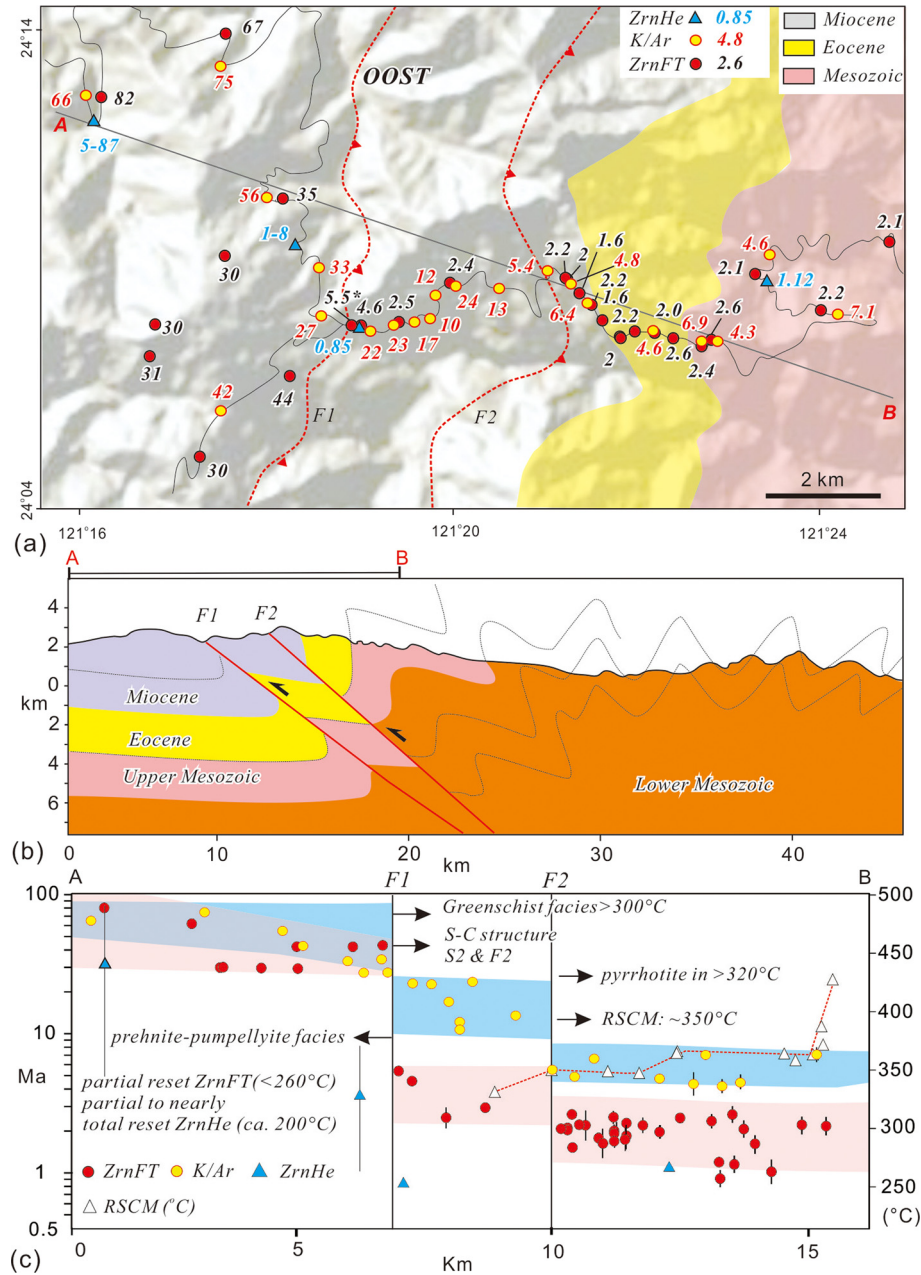 24°14
67
ZrnHe 0.85
K/Ar 4.8
ZrnFT 2.6
Miocene
Eocene
Mesozoic
OOST
75
66
82
A
5-87
56
35
2.1
1-8
30
33
5.4
2.2
2
1.6
4.8
4.6
2.1
1.12
12
2.4
2.2
5.5*
4.6
2.5
24
13
6.4
1.6
2.2
2.0
2.6
2.2
7.1
30
27
6.9
4.3
31
0.85
22
23
17
10
2
4.6
2.6
2.4
42
44
F1
F2
B
30
2 km
24°04
121°16
121°20
121°24
(a)
A
B
4
F1
F2
2
km
0
Miocene
2
Eocene
4
Upper Mesozoic
Lower Mesozoic
6
0
10
20
30
40
(b)
km
A
F1
F2
B
100
500
Greenschist facies>300°C
S-C structure
S2 & F2
450
pyrrhotite in >320°C
10
prehnite-pumpellyite facies
RSCM: ~350°C
400
Ma
partial reset ZrnFT(<260°C)
partial to nearly
total reset ZrnHe (ca. 200°C)
350
300
1
ZrnFT
K/Ar
ZrnHe
RSCM (°C)
250
0.5
(°C)
0
5
10
15
(c)
Km